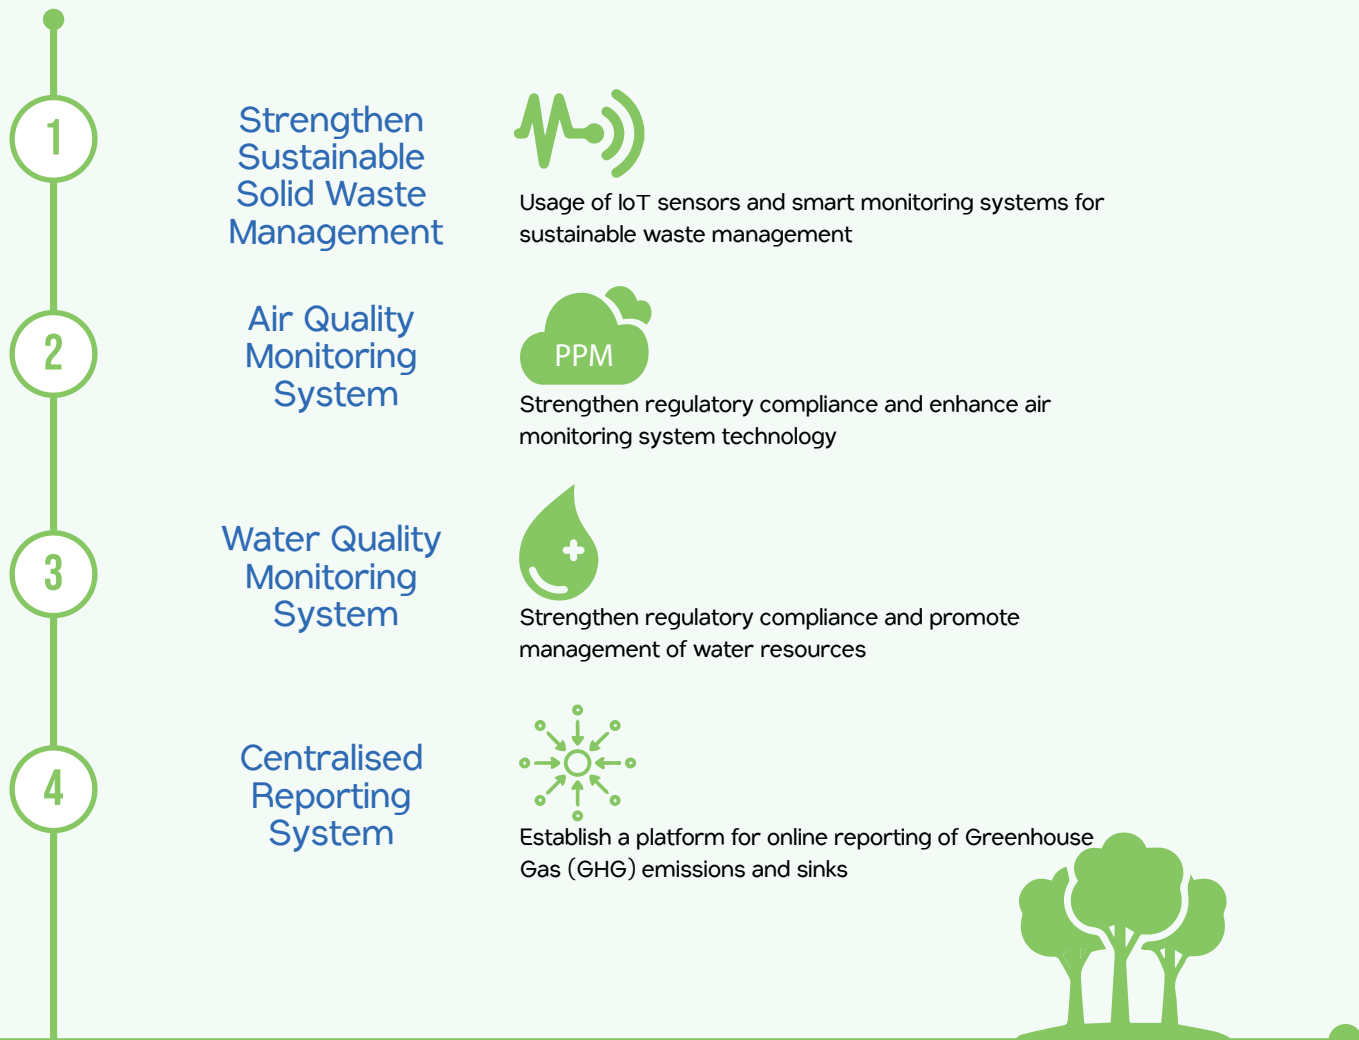 1
Strengthen
Sustainable
Solid Waste
Management
Usage of IoT sensors and smart monitoring systems for
sustainable waste management
2
Air Quality
Monitoring
System
PPM
Strengthen regulatory compliance and enhance air
monitoring system technology
3
Water Quality
Monitoring
System
Strengthen regulatory compliance and promote
management of water resources
4
Centralised
Reporting
System
Establish a platform for online reporting of Greenhouse
Gas (GHG) emissions and sinks